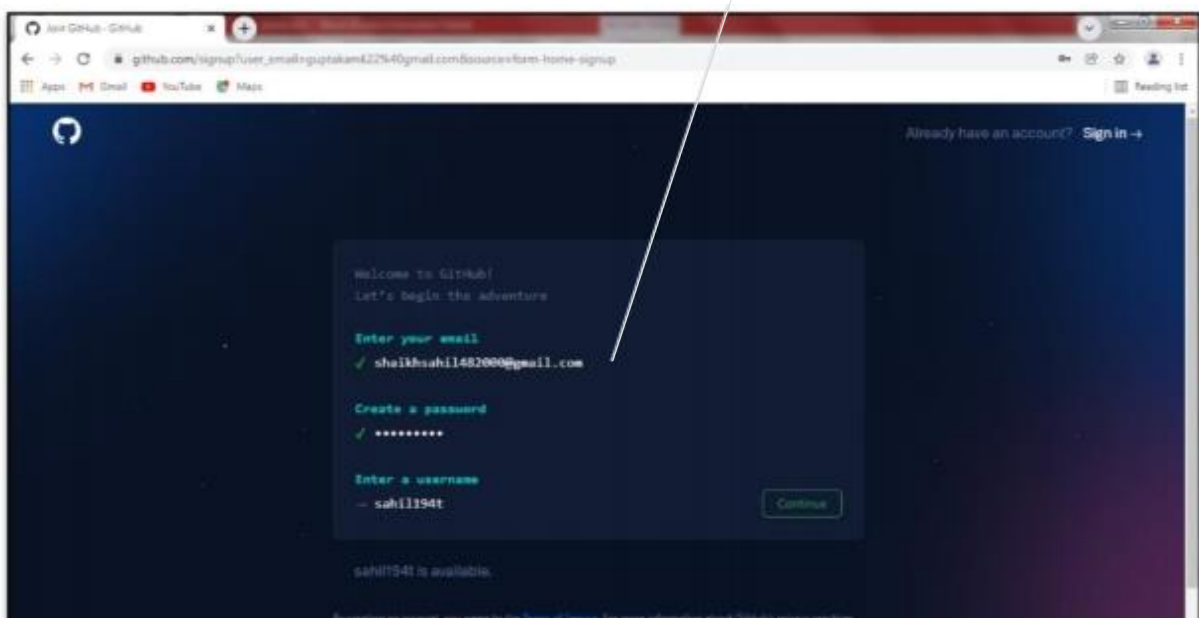 Join GitHub · GitHub
github.com/signup?user_email=guptakam422%40gmail.com&source=form-home-signup
Apps Gmail YouTube Maps Reading list
Already have an account? Sign in →
Welcome to GitHub!
Let's begin the adventure
Enter your email
✓ shaikhsahil482000@gmail.com
Create a password
✓ •••••••••
Enter a username
sahil194t
Continue
sahil194t is available.